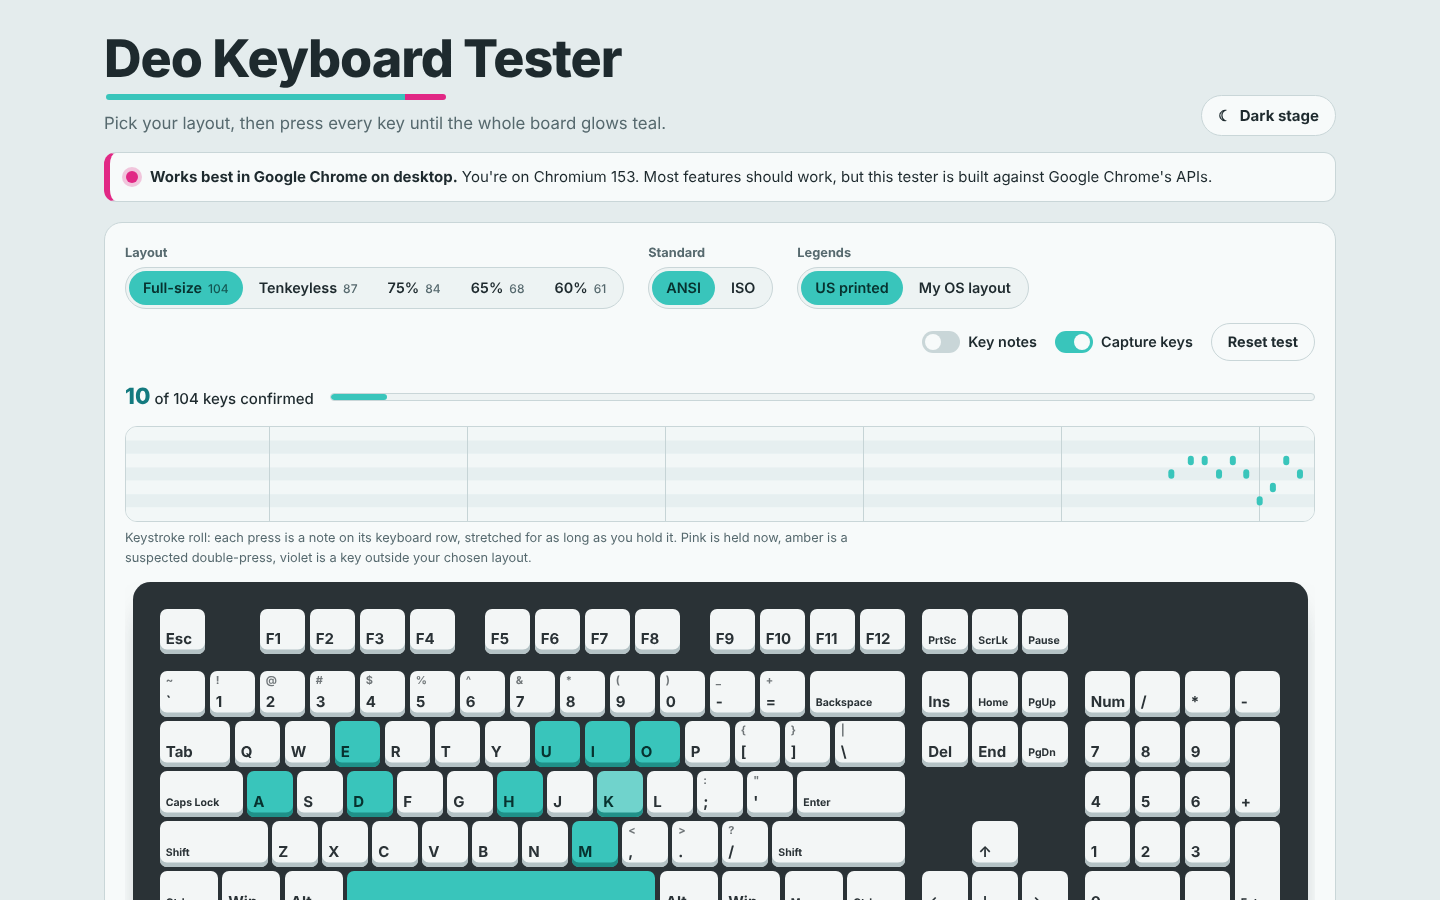 Deo Keyboard Tester
Pick your layout, then press every key until the whole board glows teal.
☾ Dark stage
Works best in Google Chrome on desktop. You're on Chromium 153. Most features should work, but this tester is built against Google Chrome's APIs.
Layout Standard Legends
Full-size 104 Tenkeyless 87 75% 84 65% 68 60% 61 ANSI ISO US printed My OS layout
Key notes Capture keys Reset test
10 of 104 keys confirmed
Keystroke roll: each press is a note on its keyboard row, stretched for as long as you hold it. Pink is held now, amber is a
suspected double-press, violet is a key outside your chosen layout.
Esc F1 F2 F3 F4 F5 F6 F7 F8 F9 F10 F11 F12 PrtSc ScrLk Pause
~ ! @ # $ % ^ & * ( ) _ +
` 1 2 3 4 5 6 7 8 9 0 - = Backspace Ins Home PgUp Num / * -
{ } |
Tab Q W E R T Y U I O P [ ] \ Del End PgDn 7 8 9
: "
Caps Lock A S D F G H J K L ; ' Enter 4 5 6 +
< > ?
Shift Z X C V B N M , . / Shift ↑ 1 2 3